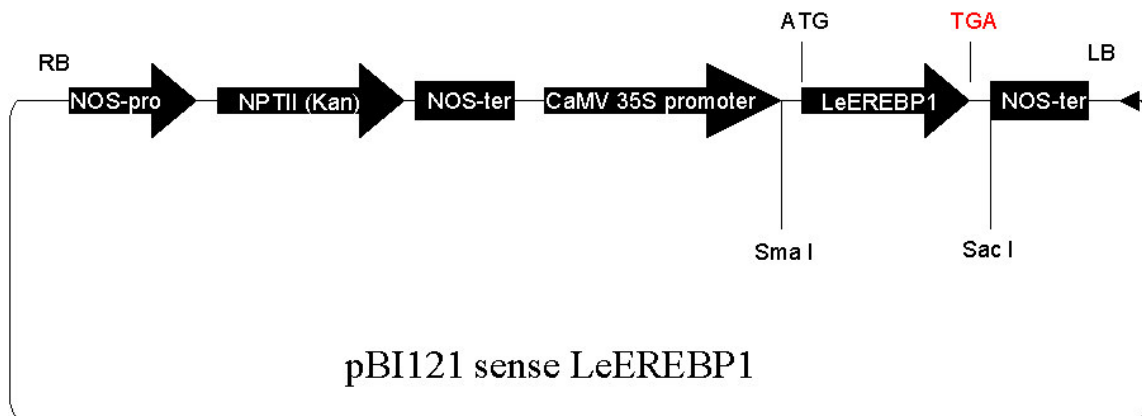 ATG TGA
RB LB
NOS-pro NPTII (Kan) NOS-ter CaMV 35S promoter LeEREBP1 NOS-ter
Sma I Sac I
pBI121 sense LeEREBP1